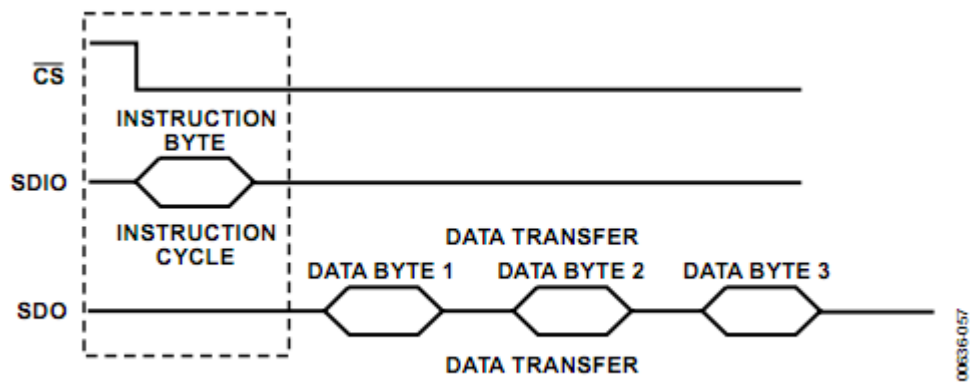 CS
INSTRUCTION
BYTE
SDIO
INSTRUCTION
CYCLE
DATA TRANSFER
DATA BYTE 1 DATA BYTE 2 DATA BYTE 3
SDO
DATA TRANSFER
00636-057